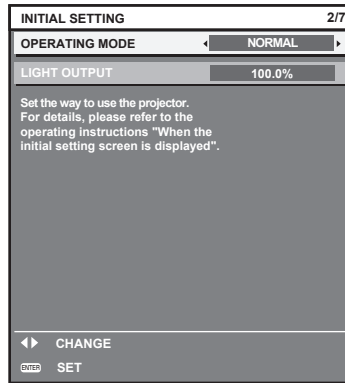 INITIAL SETTING 2/7
OPERATING MODE NORMAL
LIGHT OUTPUT 100.0%
Set the way to use the projector.
For details, please refer to the
operating instructions "When the
initial setting screen is displayed".
CHANGE
ENTER SET